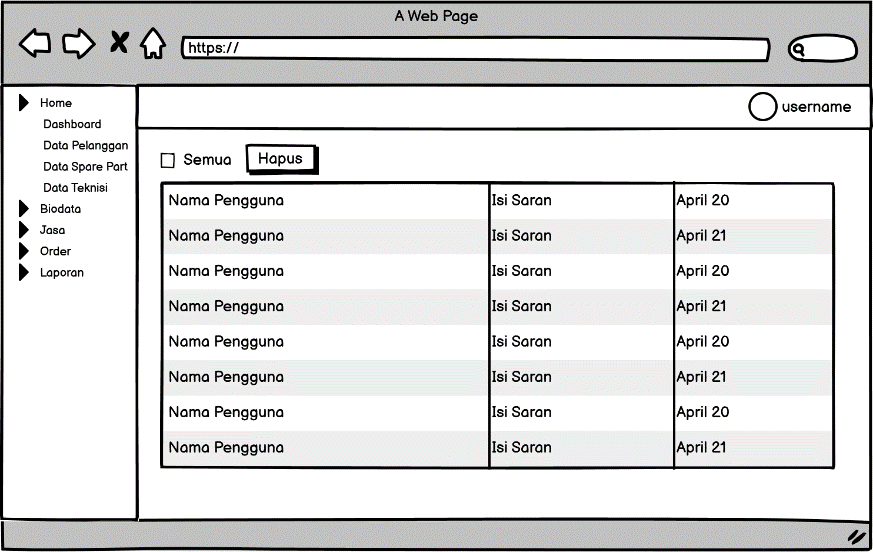 A Web Page
https://
username
Home
Dashboard
Data Pelanggan
Data Spare Part
Data Teknisi
Biodata
Jasa
Order
Laporan
Semua Hapus
Nama Pengguna Isi Saran April 20
Nama Pengguna Isi Saran April 21
Nama Pengguna Isi Saran April 20
Nama Pengguna Isi Saran April 21
Nama Pengguna Isi Saran April 20
Nama Pengguna Isi Saran April 21
Nama Pengguna Isi Saran April 20
Nama Pengguna Isi Saran April 21